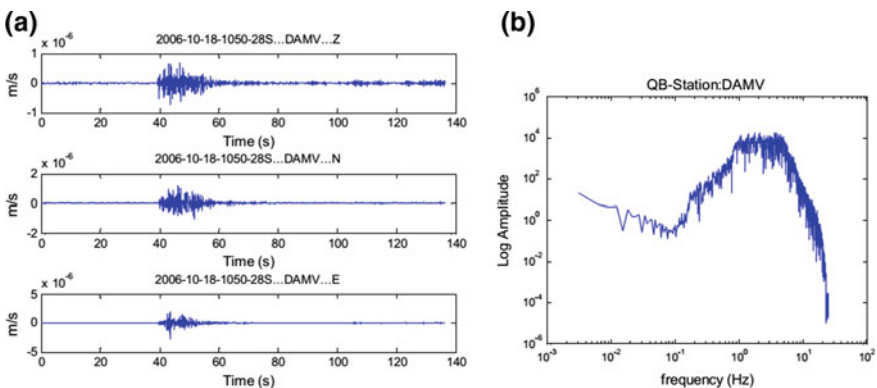 (a)
x 10^-6
2006-10-18-1050-28S...DAMV...Z
1
0
-1
m/s
0 20 40 60 80 100 120 140
Time (s)
x 10^-6
2006-10-18-1050-28S...DAMV...N
2
0
-2
m/s
0 20 40 60 80 100 120 140
Time (s)
x 10^-6
2006-10-18-1050-28S...DAMV...E
5
0
-5
m/s
0 20 40 60 80 100 120 140
Time (s)
(b)
QB-Station:DAMV
10^6
10^4
10^2
10^0
10^-2
10^-4
10^-6
Log Amplitude
10^-3 10^-2 10^-1 10^0 10^1 10^2
frequency (Hz)